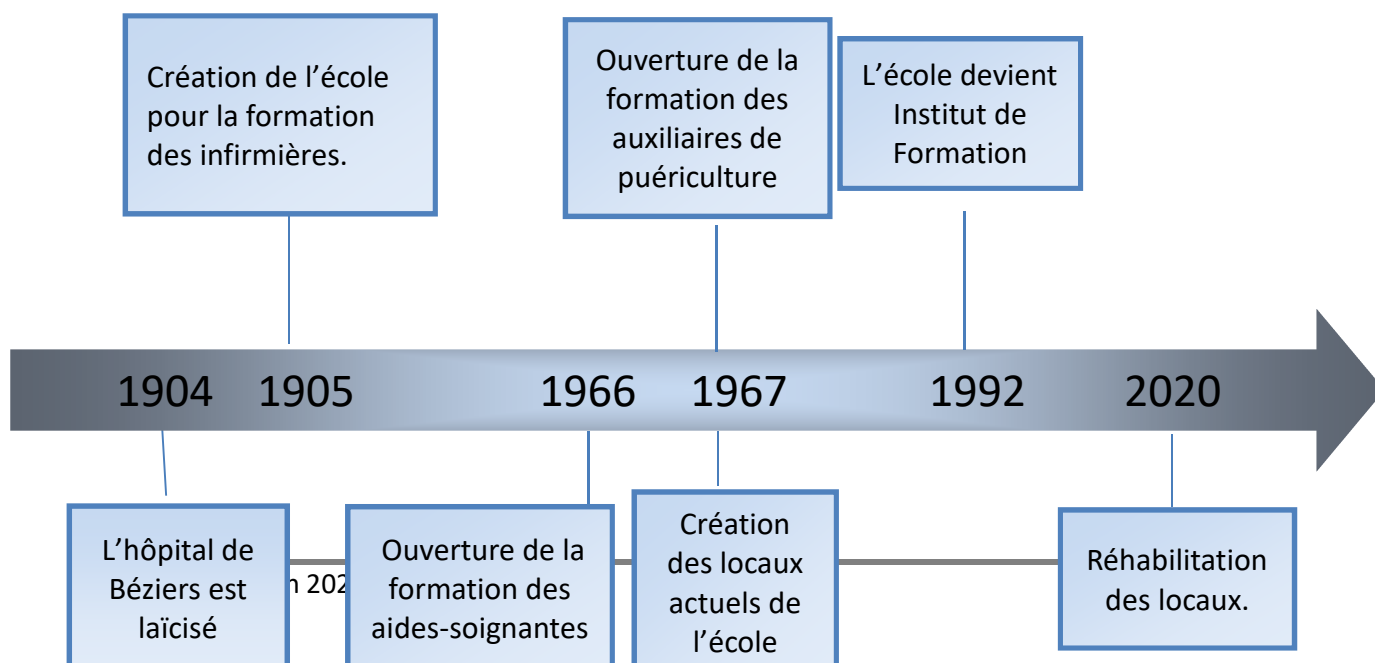 Création de l’école
pour la formation
des infirmières.
Ouverture de la
formation des
auxiliaires de
puériculture
L’école devient
Institut de
Formation
1904 1905 1966 1967 1992 2020
L’hôpital de
Béziers est
laïcisé
Ouverture de la
formation des
aides-soignantes
Création
des locaux
actuels de
l’école
Réhabilitation
des locaux.